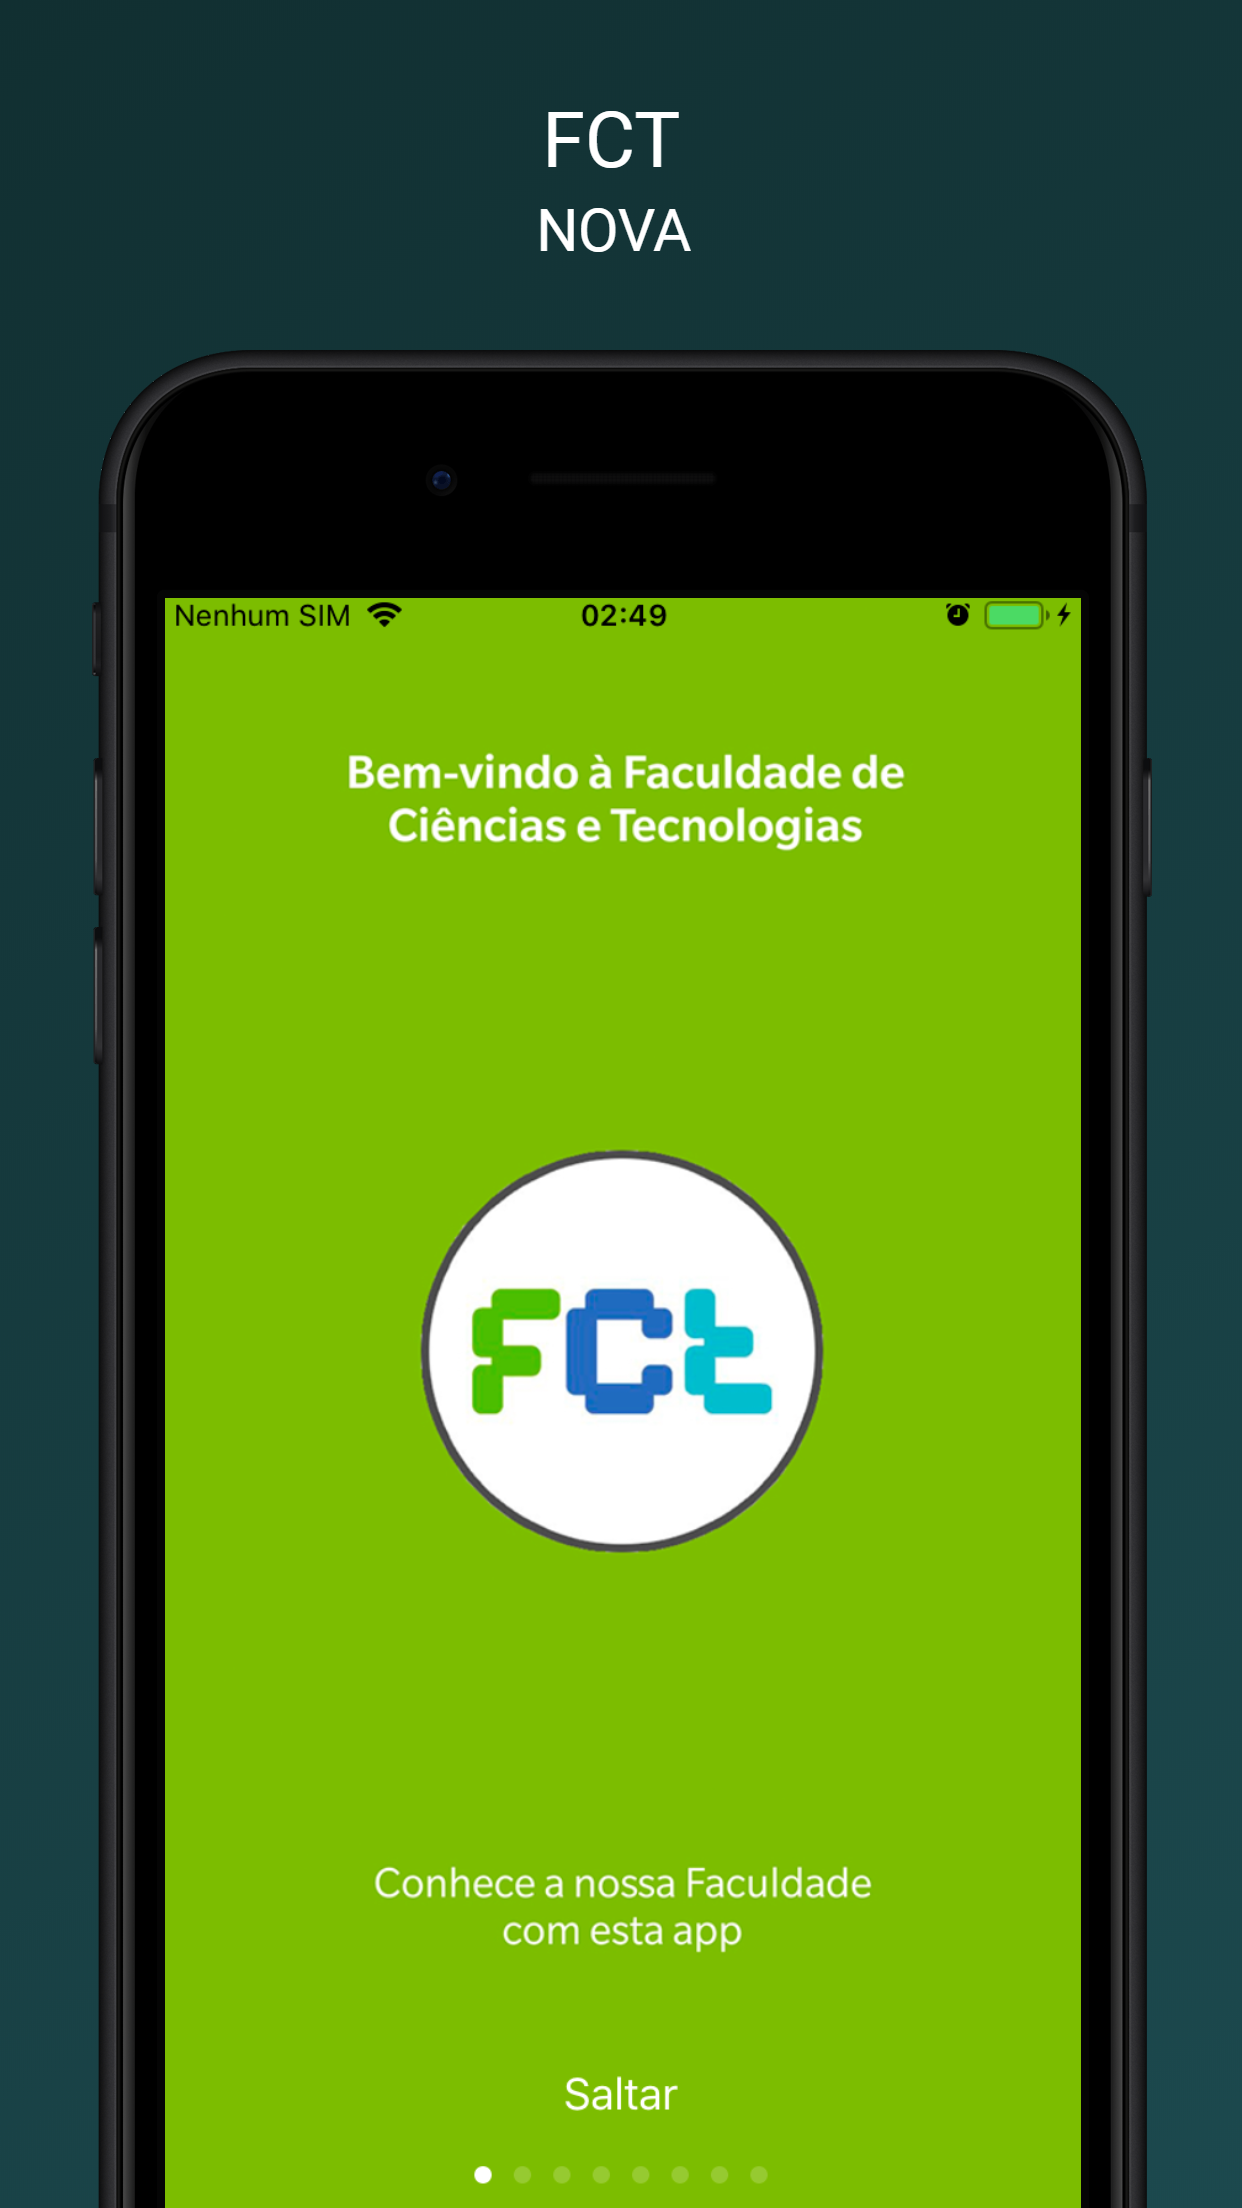 FCT
NOVA
Nenhum SIM 02:49
Bem-vindo à Faculdade de
Ciências e Tecnologias
FCt
Conhece a nossa Faculdade
com esta app
Saltar